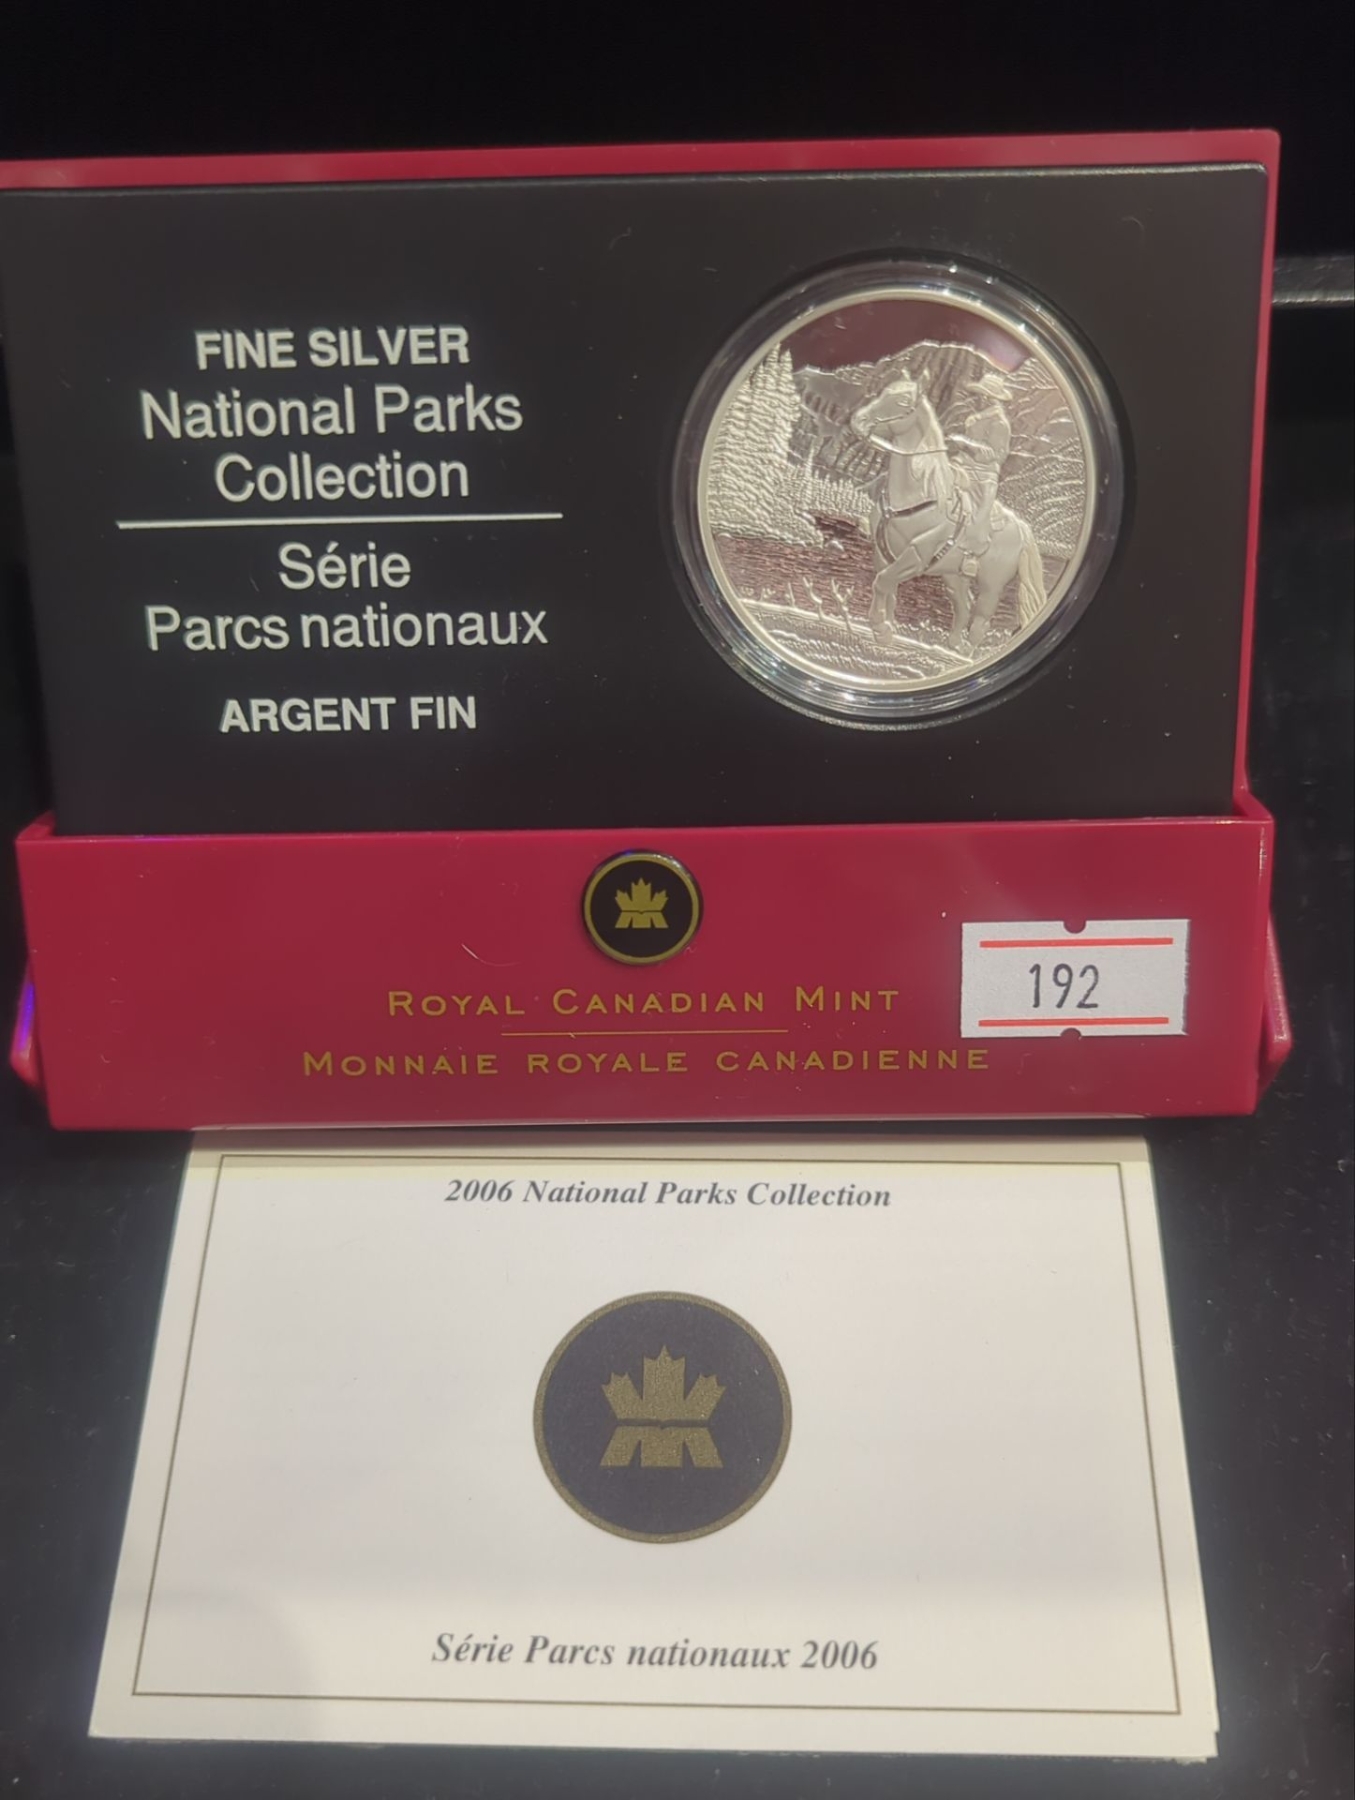 FINE SILVER
National Parks
Collection
Série
Parcs nationaux
ARGENT FIN
ROYAL CANADIAN MINT
MONNAIE ROYALE CANADIENNE
192
2006 National Parks Collection
Série Parcs nationaux 2006